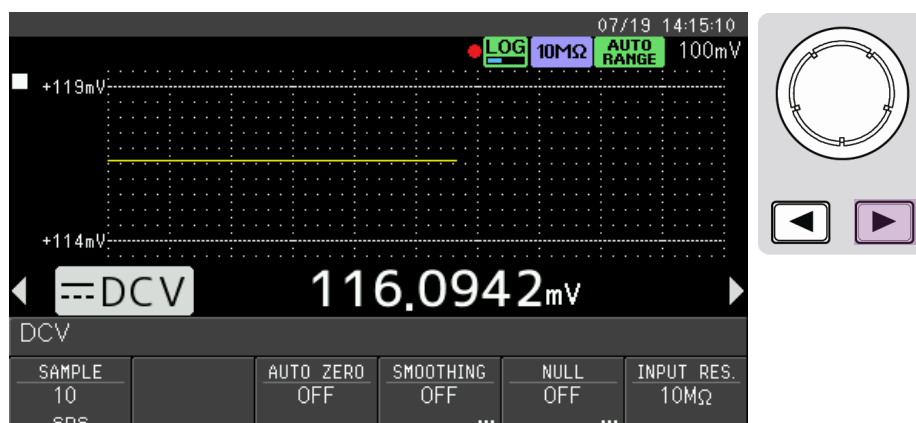 07/19 14:15:10
LOG 10MΩ AUTO RANGE 100mV
+119mV
+114mV
DCV 116.0942mV
DCV
SAMPLE AUTO ZERO SMOOTHING NULL INPUT RES.
10 OFF OFF OFF 10MΩ
SPS